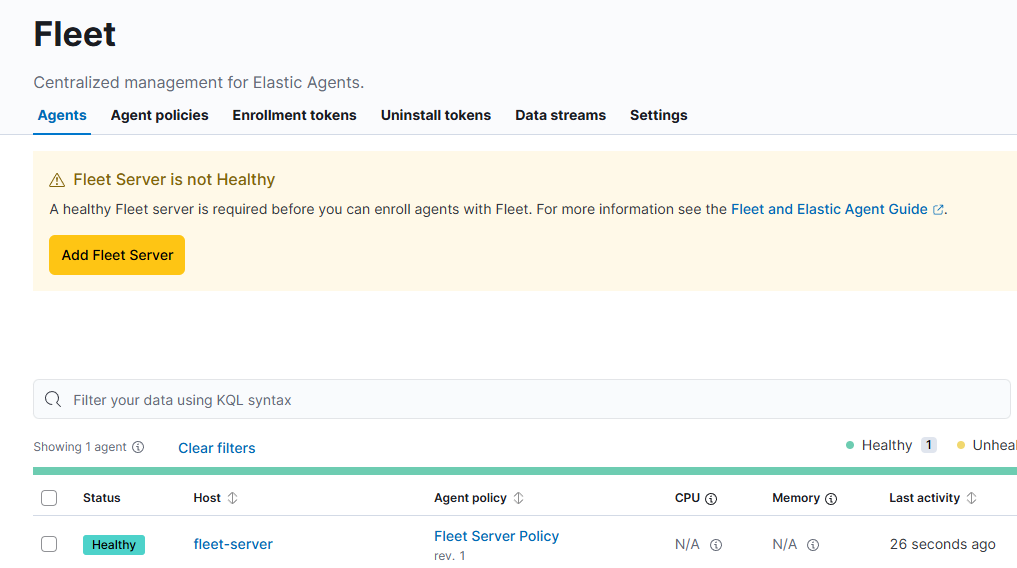 Fleet
Centralized management for Elastic Agents.
Agents Agent policies Enrollment tokens Uninstall tokens Data streams Settings
Fleet Server is not Healthy
A healthy Fleet server is required before you can enroll agents with Fleet. For more information see the Fleet and Elastic Agent Guide.
Add Fleet Server
Filter your data using KQL syntax
Showing 1 agent Clear filters Healthy 1
Status Host Agent policy CPU Memory Last activity
Healthy fleet-server Fleet Server Policy N/A N/A 26 seconds ago
rev. 1